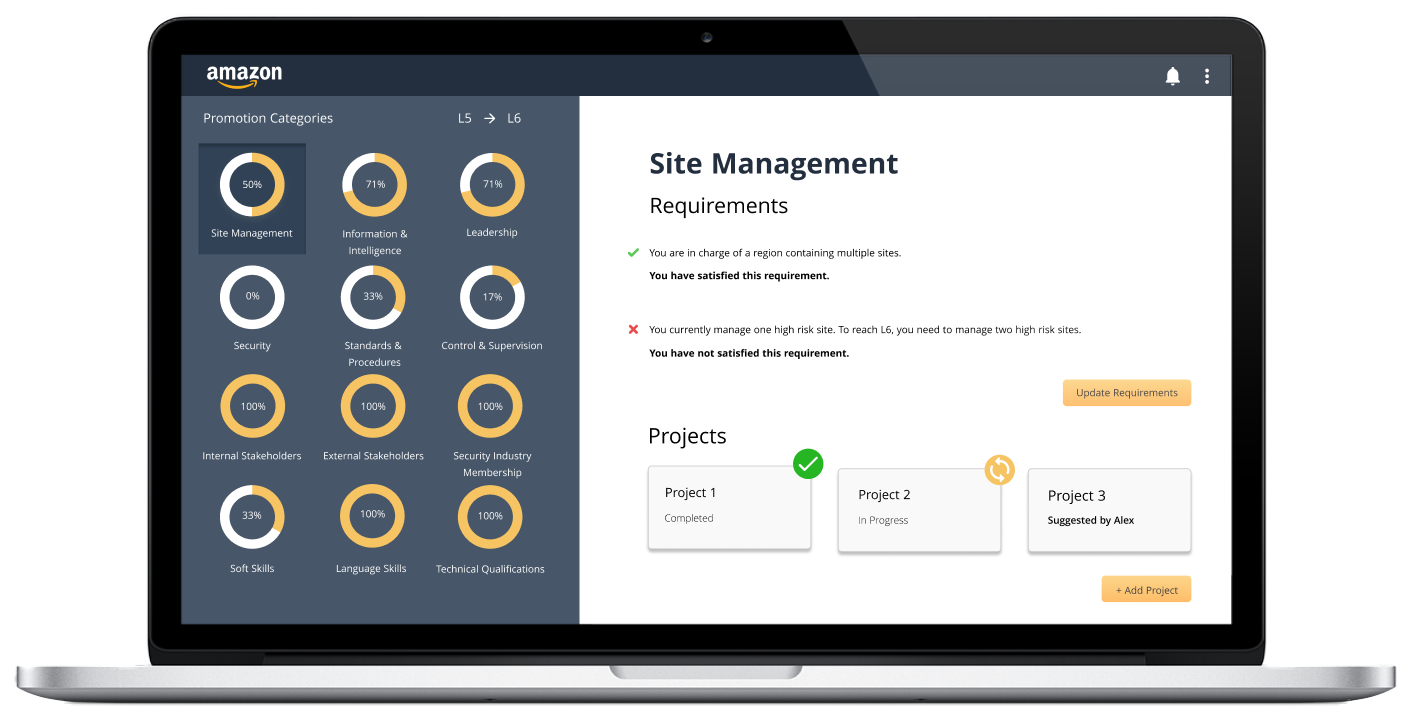 amazon
Promotion Categories L5 → L6
50% 71% 71%
Site Management Information & Leadership
Intelligence
0% 33% 17%
Security Standards & Control & Supervision
Procedures
100% 100% 100%
Internal Stakeholders External Stakeholders Security Industry
Membership
33% 100% 100%
Soft Skills Language Skills Technical Qualifications
Site Management
Requirements
You are in charge of a region containing multiple sites.
You have satisfied this requirement.
You currently manage one high risk site. To reach L6, you need to manage two high risk sites.
You have not satisfied this requirement.
Update Requirements
Projects
Project 1 Project 2 Project 3
Completed In Progress Suggested by Alex
+ Add Project